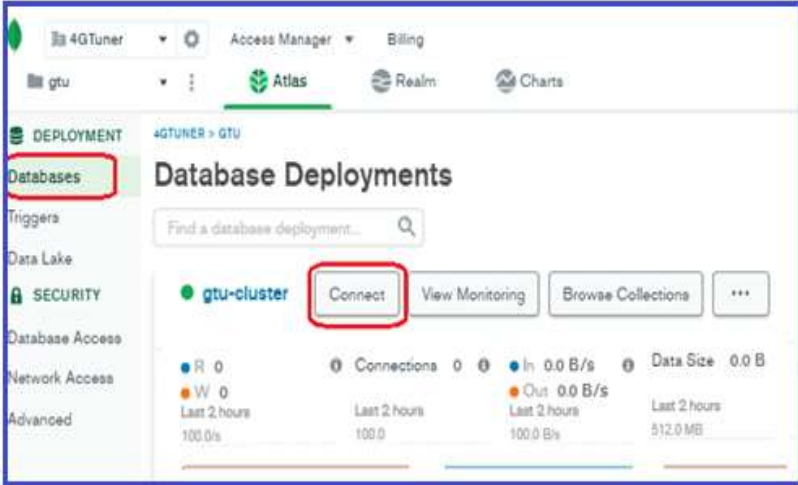 4GTuner Access Manager Billing
gtu Atlas Realm Charts
DEPLOYMENT
Databases
Triggers
Data Lake
SECURITY
Database Access
Network Access
Advanced
4GTUNER > GTU
Database Deployments
Find a database deployment...
gtu-cluster Connect View Monitoring Browse Collections ...
R 0 Connections 0 In 0.0 B/s Data Size 0.0 B
W 0 Out 0.0 B/s
Last 2 hours Last 2 hours Last 2 hours Last 2 hours
100.0/s 100.0 100.0 B/s 512.0 MB